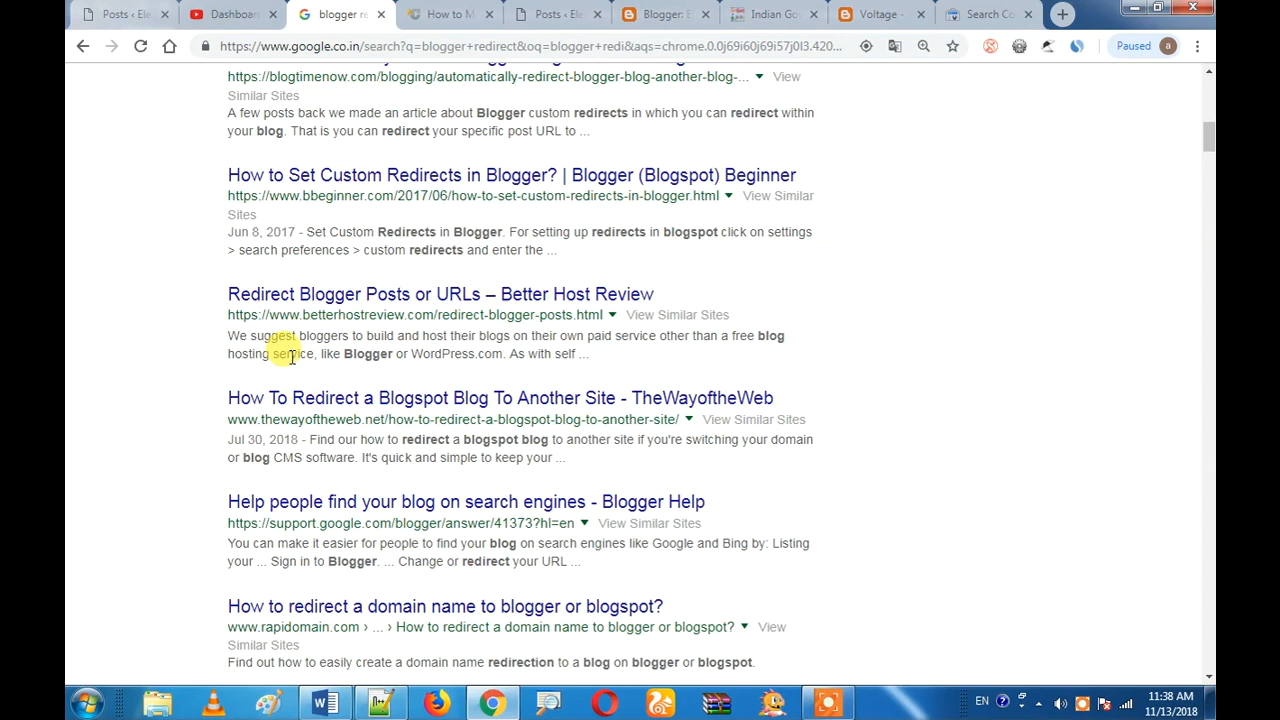 Posts ‹ Ele
Dashboar
blogger re
How to M
Posts ‹ Ele
Blogger: E
Indian Go
Voltage -
Search Co
https://www.google.co.in/search?q=blogger+redirect&oq=blogger+redi&aqs=chrome.0.0j69i60j69i57j0l3.420...
Paused
a
https://blogtimenow.com/blogging/automatically-redirect-blogger-blog-another-blog-... View
Similar Sites
A few posts back we made an article about Blogger custom redirects in which you can redirect within
your blog. That is you can redirect your specific post URL to ...
How to Set Custom Redirects in Blogger? | Blogger (Blogspot) Beginner
https://www.bbeginner.com/2017/06/how-to-set-custom-redirects-in-blogger.html View Similar
Sites
Jun 8, 2017 - Set Custom Redirects in Blogger. For setting up redirects in blogspot click on settings
> search preferences > custom redirects and enter the ...
Redirect Blogger Posts or URLs – Better Host Review
https://www.betterhostreview.com/redirect-blogger-posts.html View Similar Sites
We suggest bloggers to build and host their blogs on their own paid service other than a free blog
hosting service, like Blogger or WordPress.com. As with self ...
How To Redirect a Blogspot Blog To Another Site - TheWayoftheWeb
www.thewayoftheweb.net/how-to-redirect-a-blogspot-blog-to-another-site/ View Similar Sites
Jul 30, 2018 - Find our how to redirect a blogspot blog to another site if you're switching your domain
or blog CMS software. It's quick and simple to keep your ...
Help people find your blog on search engines - Blogger Help
https://support.google.com/blogger/answer/41373?hl=en View Similar Sites
You can make it easier for people to find your blog on search engines like Google and Bing by: Listing
your ... Sign in to Blogger. ... Change or redirect your URL ...
How to redirect a domain name to blogger or blogspot?
www.rapidomain.com › ... › How to redirect a domain name to blogger or blogspot? View
Similar Sites
Find out how to easily create a domain name redirection to a blog on blogger or blogspot.
EN
11:38 AM
11/13/2018